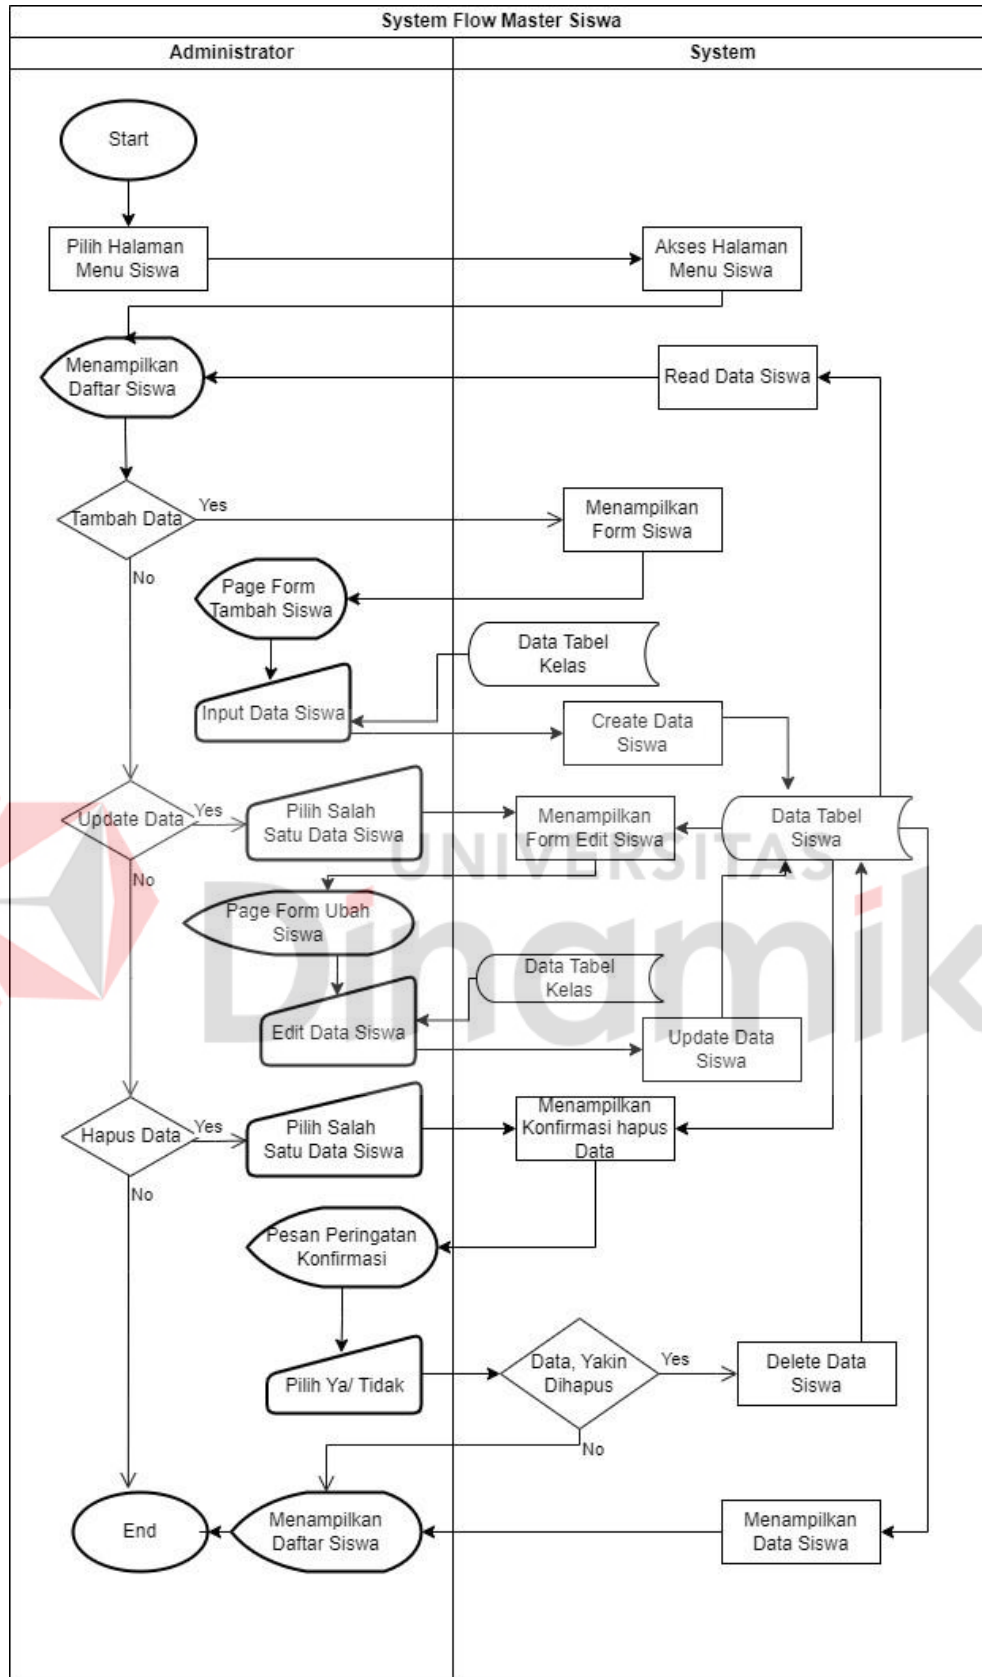 System Flow Master Siswa
Administrator
System
Start
Pilih Halaman
Menu Siswa
Akses Halaman
Menu Siswa
Menampilkan
Daftar Siswa
Read Data Siswa
Tambah Data
Yes
Menampilkan
Form Siswa
No
Page Form
Tambah Siswa
Data Tabel
Kelas
Input Data Siswa
Create Data
Siswa
Update Data
Yes
Pilih Salah
Satu Data Siswa
Menampilkan
Form Edit Siswa
Data Tabel
Siswa
UNIVERSITAS
Dinamik
No
Page Form Ubah
Siswa
Data Tabel
Kelas
Edit Data Siswa
Update Data
Siswa
Hapus Data
Yes
Pilih Salah
Satu Data Siswa
Menampilkan
Konfirmasi hapus
Data
No
Pesan Peringatan
Konfirmasi
Pilih Ya/ Tidak
Data, Yakin
Dihapus
Yes
Delete Data
Siswa
No
End
Menampilkan
Daftar Siswa
Menampilkan
Data Siswa